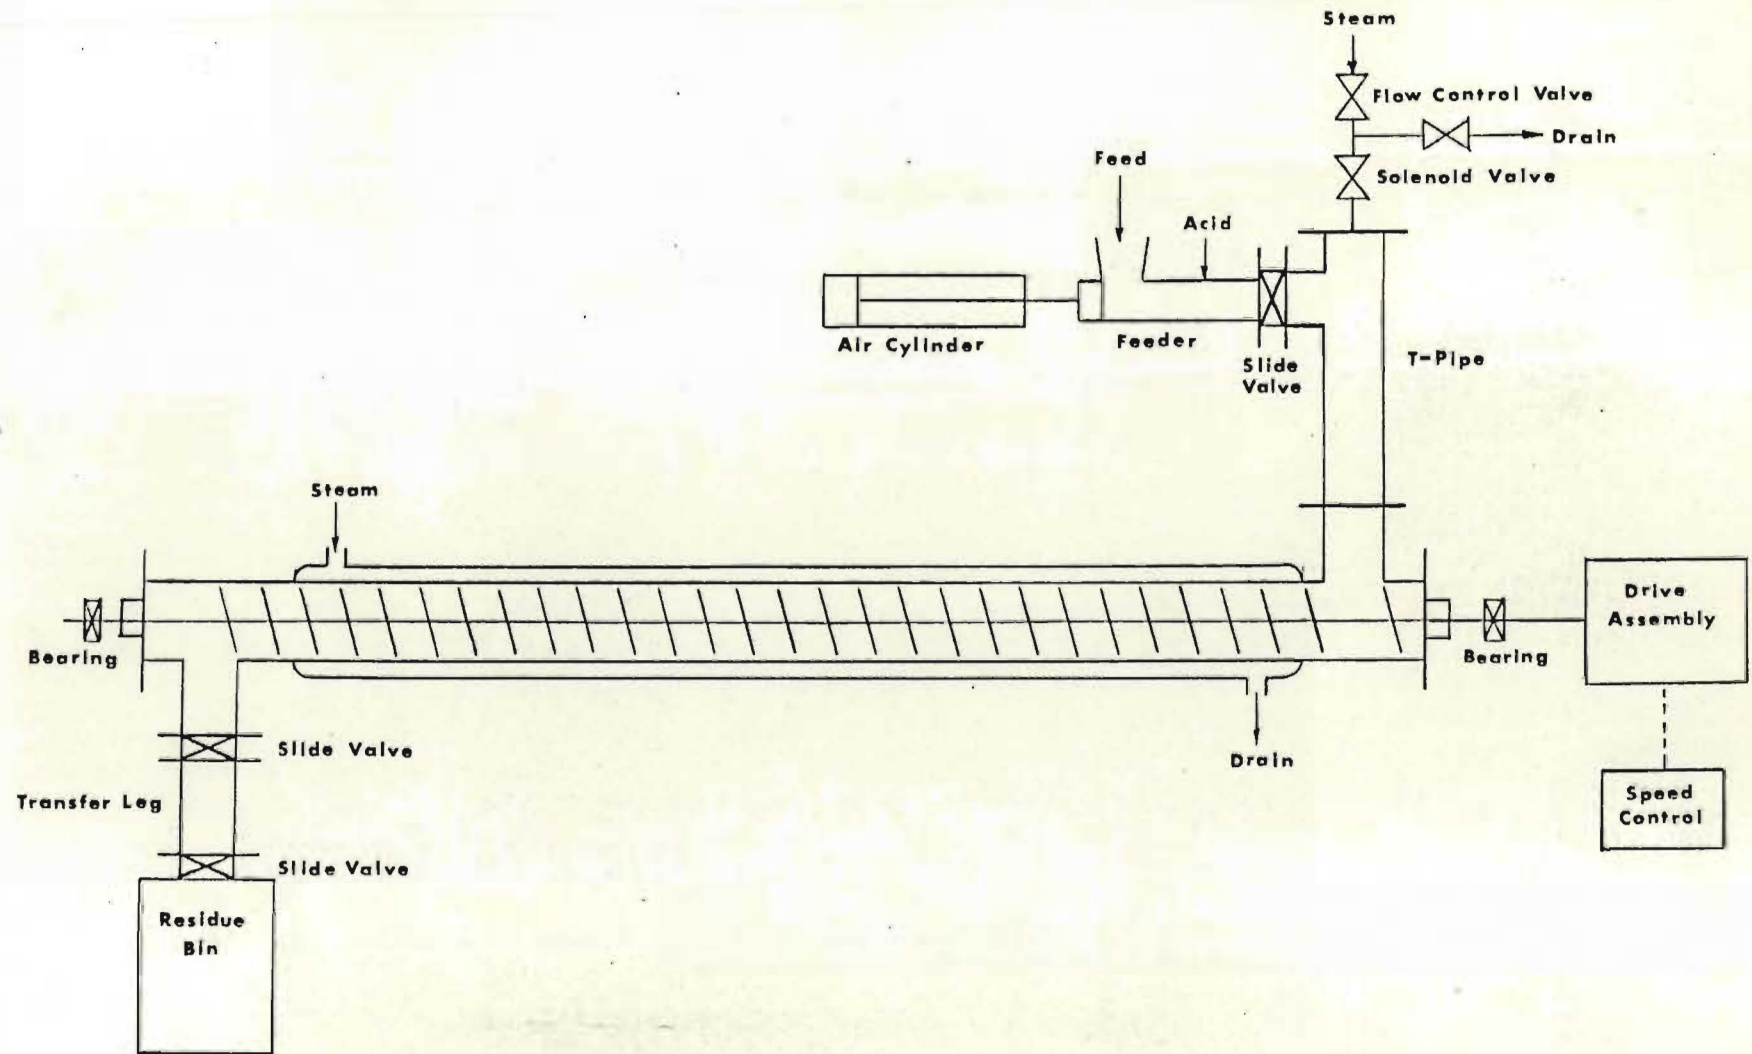 Steam
Flow Control Valve
Drain
Solenoid Valve
Feed
Acid
Air Cylinder
Feeder
Slide
Valve
T-Pipe
Steam
Bearing
Bearing
Drive
Assembly
Drain
Slide Valve
Transfer Leg
Slide Valve
Speed
Control
Residue
Bin